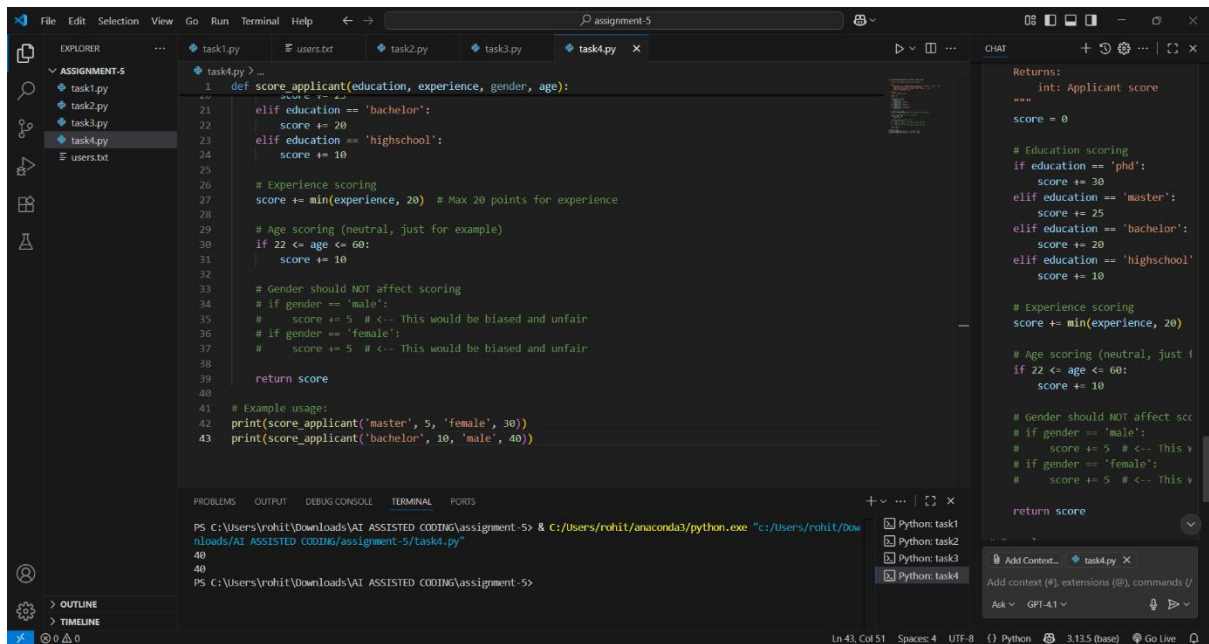 File Edit Selection View Go Run Terminal Help
assignment-5
EXPLORER
ASSIGNMENT-5
task1.py
task2.py
task3.py
task4.py
users.txt
OUTLINE
TIMELINE
task1.py users.txt task2.py task3.py task4.py
task4.py > ...
1 def score_applicant(education, experience, gender, age):
20 score += 25
21 elif education == 'bachelor':
22 score += 20
23 elif education == 'highschool':
24 score += 10
25
26 # Experience scoring
27 score += min(experience, 20) # Max 20 points for experience
28
29 # Age scoring (neutral, just for example)
30 if 22 <= age <= 60:
31 score += 10
32
33 # Gender should NOT affect scoring
34 # if gender == 'male':
35 # score += 5 # <-- This would be biased and unfair
36 # if gender == 'female':
37 # score += 5 # <-- This would be biased and unfair
38
39 return score
40
41 # Example usage:
42 print(score_applicant('master', 5, 'female', 30))
43 print(score_applicant('bachelor', 10, 'male', 40))
PROBLEMS OUTPUT DEBUG CONSOLE TERMINAL PORTS
PS C:\Users\rohit\Downloads\AI ASSISTED CODING\assignment-5> & C:/Users/rohit/anaconda3/python.exe "c:/Users/rohit/Dow
nloads/AI ASSISTED CODING/assignment-5/task4.py"
40
40
PS C:\Users\rohit\Downloads\AI ASSISTED CODING\assignment-5>
Python: task1
Python: task2
Python: task3
Python: task4
CHAT
Returns:
int: Applicant score
"""
score = 0
# Education scoring
if education == 'phd':
score += 30
elif education == 'master':
score += 25
elif education == 'bachelor':
score += 20
elif education == 'highschool'
score += 10
# Experience scoring
score += min(experience, 20)
# Age scoring (neutral, just f
if 22 <= age <= 60:
score += 10
# Gender should NOT affect sco
# if gender == 'male':
# score += 5 # <-- This w
# if gender == 'female':
# score += 5 # <-- This w
return score
Add Context... task4.py
Add context (#), extensions (@), commands (/
Ask GPT-4.1
0 0 0
Ln 43, Col 51 Spaces: 4 UTF-8 {} Python 3.13.5 (base) Go Live